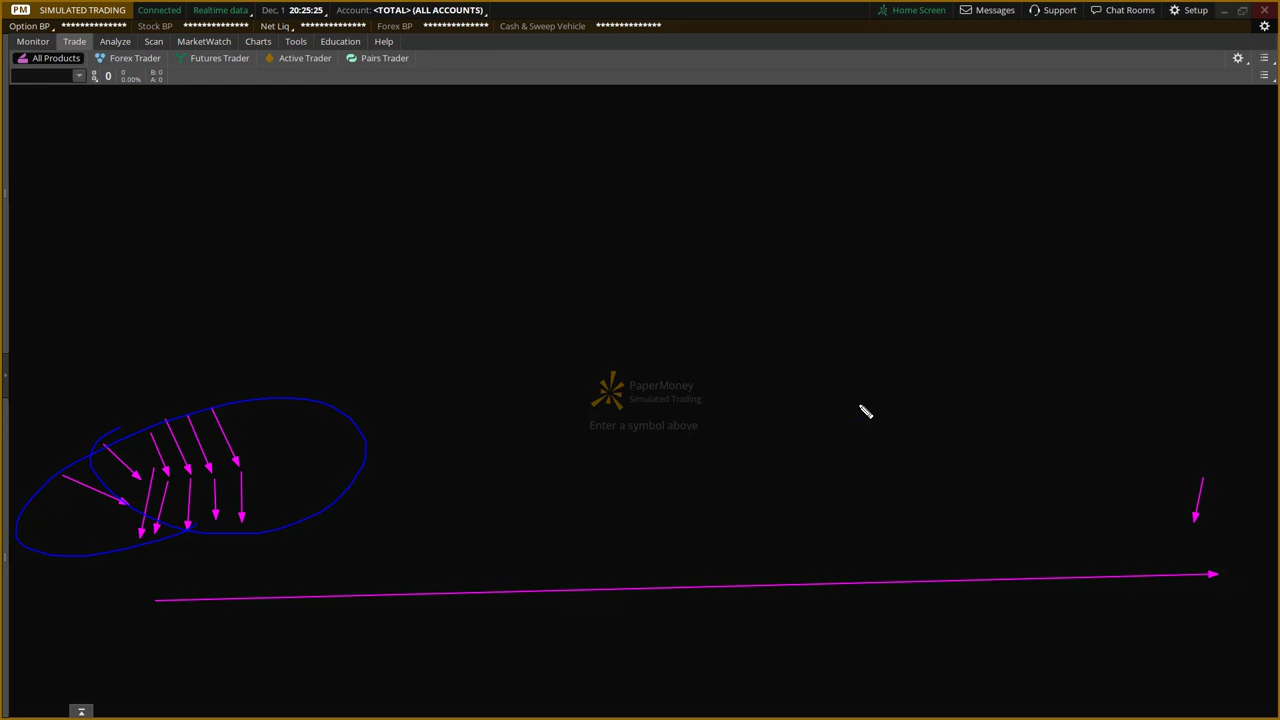 PM SIMULATED TRADING Connected Realtime data Dec, 1 20:25:25 Account: <TOTAL> (ALL ACCOUNTS) Home Screen Messages Support Chat Rooms Setup
Option BP ************** Stock BP ************** Net Liq ************** Forex BP ************** Cash & Sweep Vehicle **************
Monitor Trade Analyze Scan MarketWatch Charts Tools Education Help
All Products Forex Trader Futures Trader Active Trader Pairs Trader
0 0 B: 0
0.00% A: 0
PaperMoney
Simulated Trading
Enter a symbol above